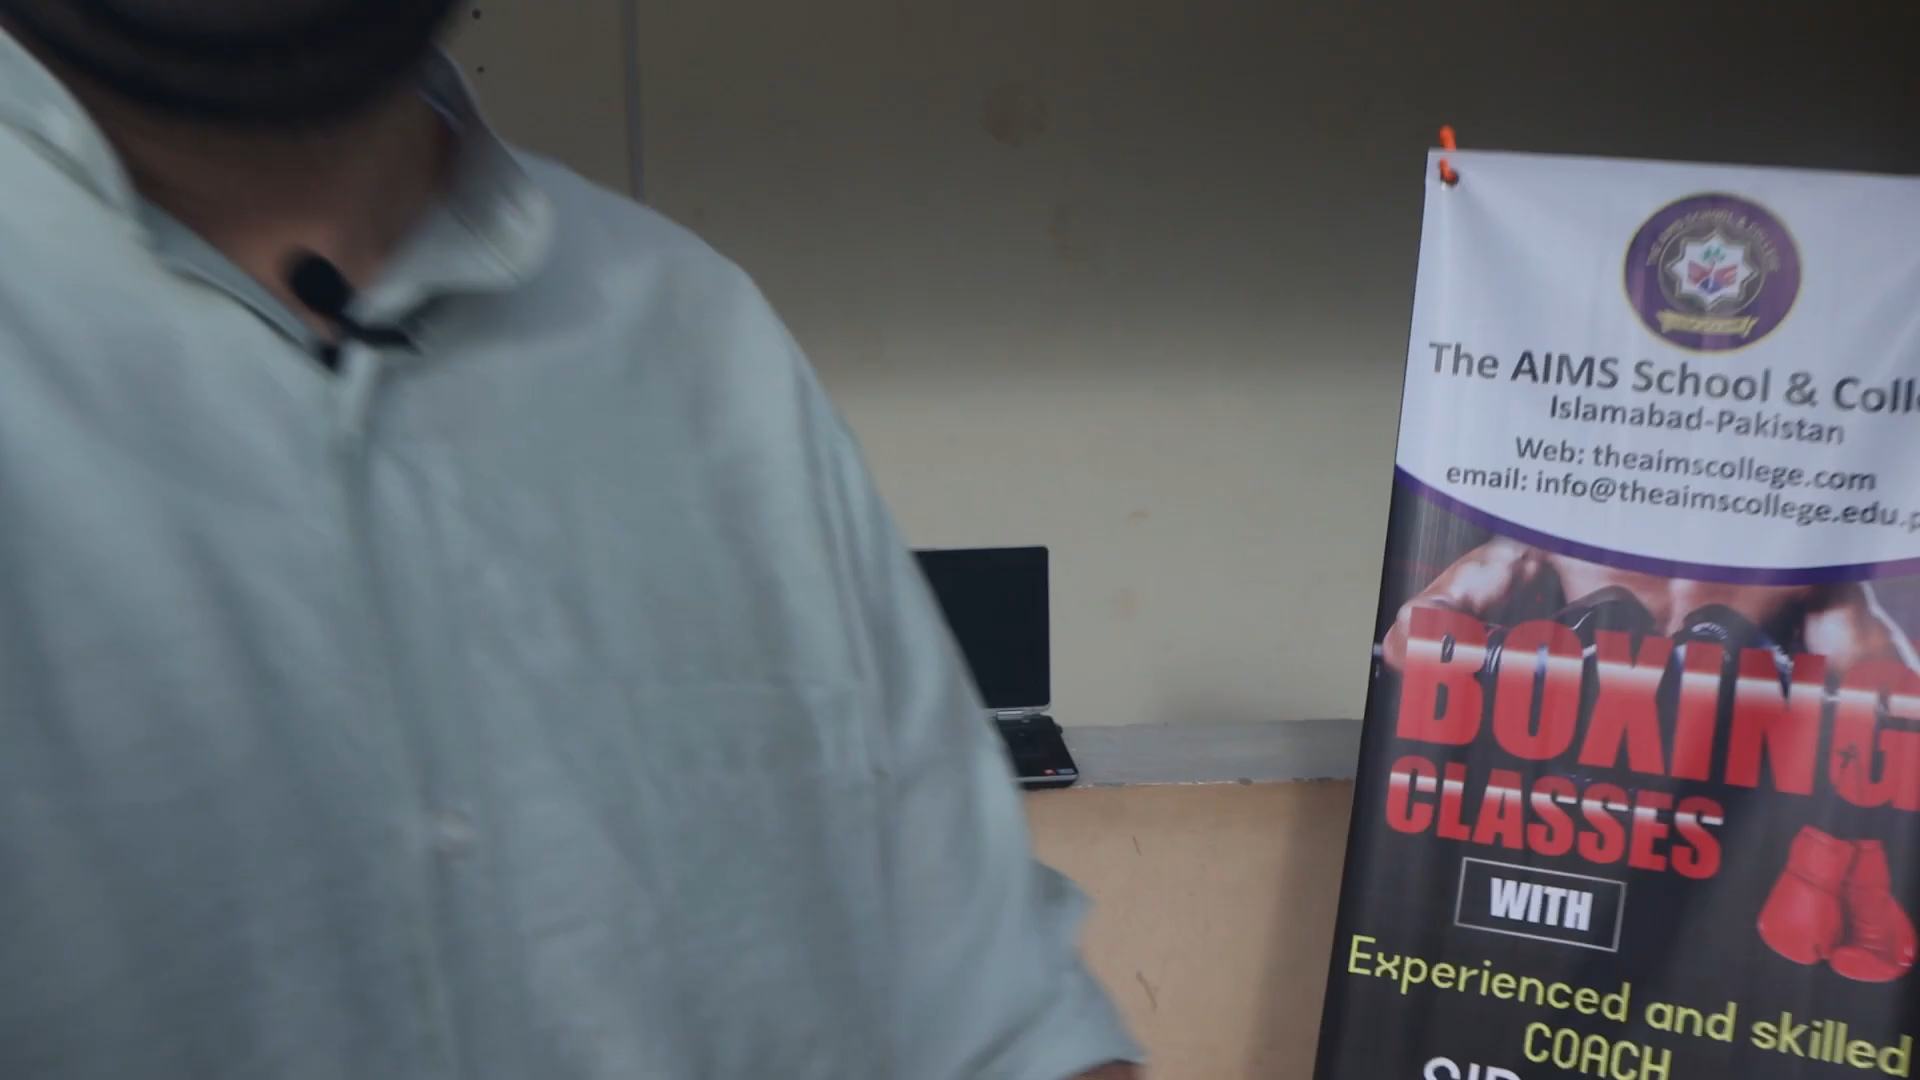 The AIMS School & Coll
Islamabad-Pakistan
Web: theaimscollege.com
email: info@theaimscollege.edu.p
BOXING
CLASSES
WITH
Experienced and skilled
COACH